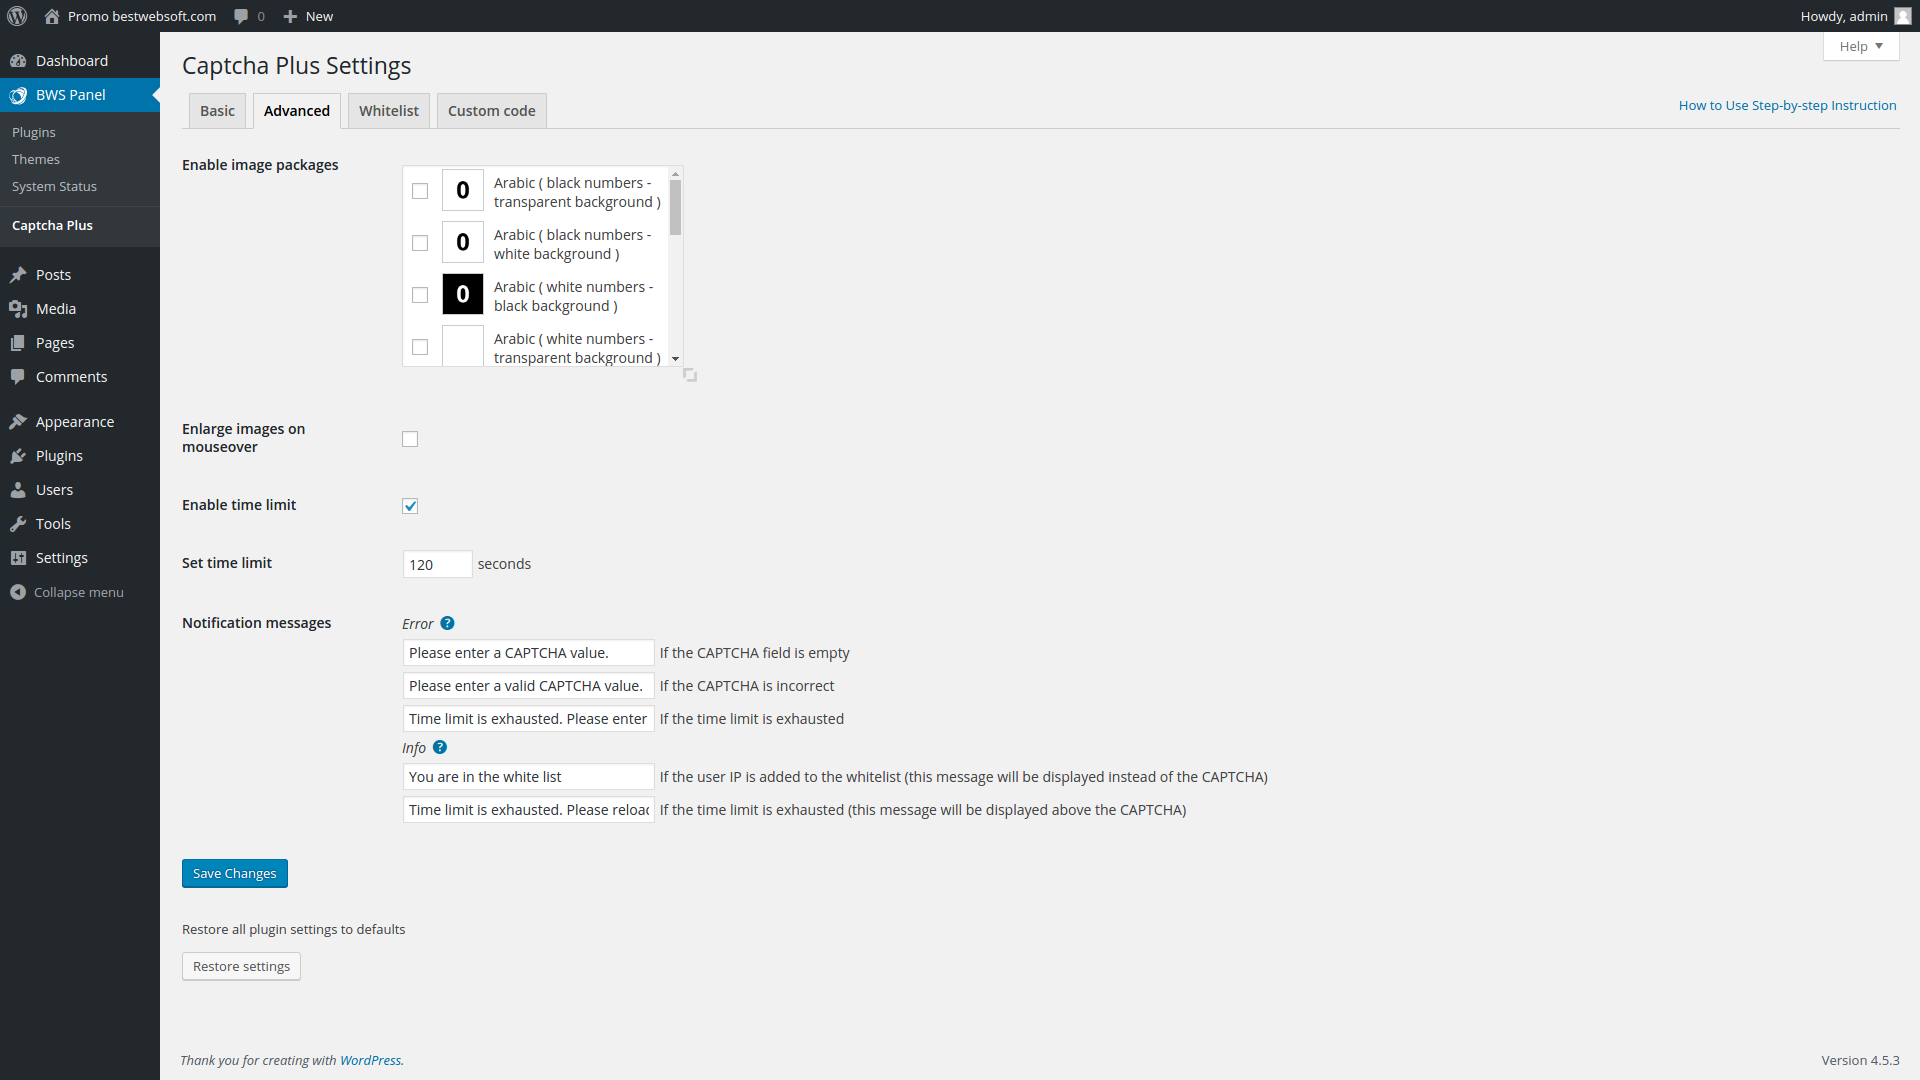 Promo bestwebsoft.com 0 New Howdy, admin
Help
Dashboard
BWS Panel
Plugins
Themes
System Status
Captcha Plus
Posts
Media
Pages
Comments
Appearance
Plugins
Users
Tools
Settings
Collapse menu
Captcha Plus Settings
Basic Advanced Whitelist Custom code
How to Use Step-by-step Instruction
Enable image packages
0 Arabic ( black numbers -
transparent background )
0 Arabic ( black numbers -
white background )
0 Arabic ( white numbers -
black background )
Arabic ( white numbers -
transparent background )
Enlarge images on
mouseover
Enable time limit
Set time limit 120 seconds
Notification messages Error ?
Please enter a CAPTCHA value. If the CAPTCHA field is empty
Please enter a valid CAPTCHA value. If the CAPTCHA is incorrect
Time limit is exhausted. Please enter If the time limit is exhausted
Info ?
You are in the white list If the user IP is added to the whitelist (this message will be displayed instead of the CAPTCHA)
Time limit is exhausted. Please reload If the time limit is exhausted (this message will be displayed above the CAPTCHA)
Save Changes
Restore all plugin settings to defaults
Restore settings
Thank you for creating with WordPress. Version 4.5.3